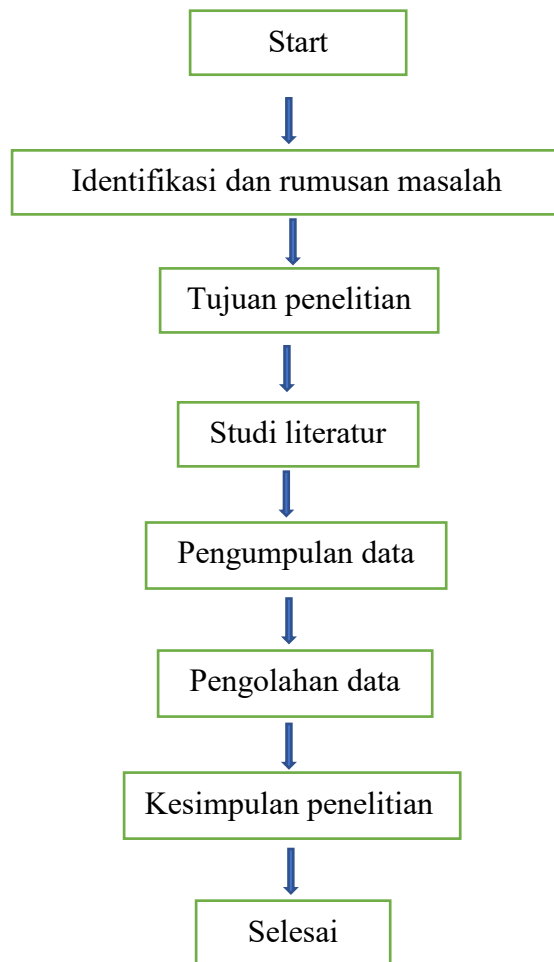 Start
Identifikasi dan rumusan masalah
Tujuan penelitian
Studi literatur
Pengumpulan data
Pengolahan data
Kesimpulan penelitian
Selesai